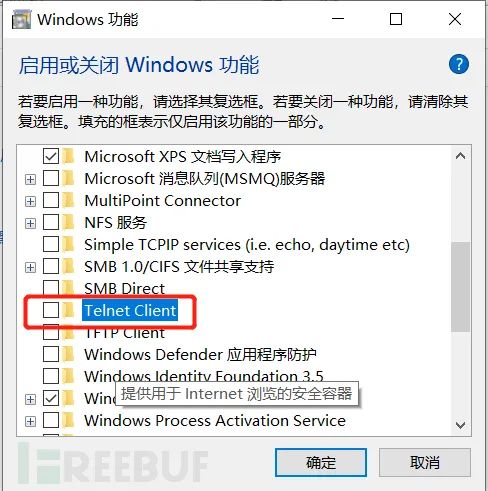 Windows 功能
启用或关闭 Windows 功能
若要启用一种功能，请选择其复选框。若要关闭一种功能，请清除其
复选框。填充的框表示仅启用该功能的一部分。
Microsoft XPS 文档写入程序
Microsoft 消息队列(MSMQ)服务器
MultiPoint Connector
NFS 服务
Simple TCPIP services (i.e. echo, daytime etc)
SMB 1.0/CIFS 文件共享支持
SMB Direct
Telnet Client
TFTP Client
Windows Defender 应用程序防护
Windows Identity Foundation 3.5
提供用于 Internet 浏览的安全容器
Windows Process Activation Service
确定
取消
FREEBUF